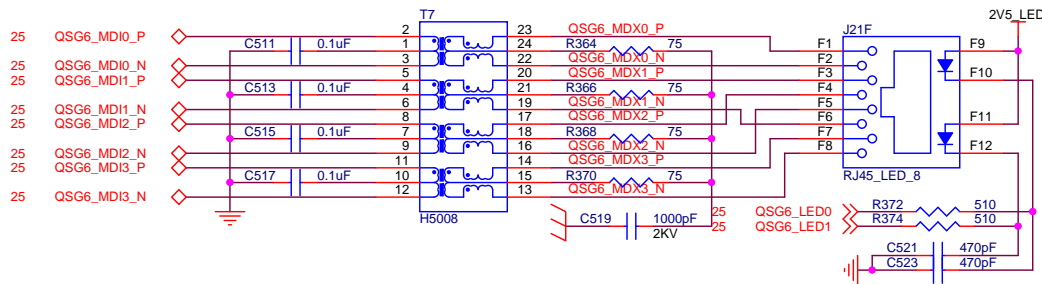 T7
J21F
2V5_LED
25 QSG6_MDI0_P 2 23 QSG6_MDX0_P
C511 0.1uF 1 24 R364 75 F1 F9
25 QSG6_MDI0_N 3 22 QSG6_MDX0_N F2
25 QSG6_MDI1_P 5 20 QSG6_MDX1_P F3 F10
C513 0.1uF 4 21 R366 75 F4
25 QSG6_MDI1_N 6 19 QSG6_MDX1_N F5
25 QSG6_MDI2_P 8 17 QSG6_MDX2_P F6 F11
C515 0.1uF 7 18 R368 75 F7
25 QSG6_MDI2_N 9 16 QSG6_MDX2_N F8 F12
25 QSG6_MDI3_P 11 14 QSG6_MDX3_P
C517 0.1uF 10 15 R370 75 RJ45_LED_8
25 QSG6_MDI3_N 12 13 QSG6_MDX3_N
H5008
C519 1000pF
2KV
25 QSG6_LED0 R372 510
25 QSG6_LED1 R374 510
C521 470pF
C523 470pF